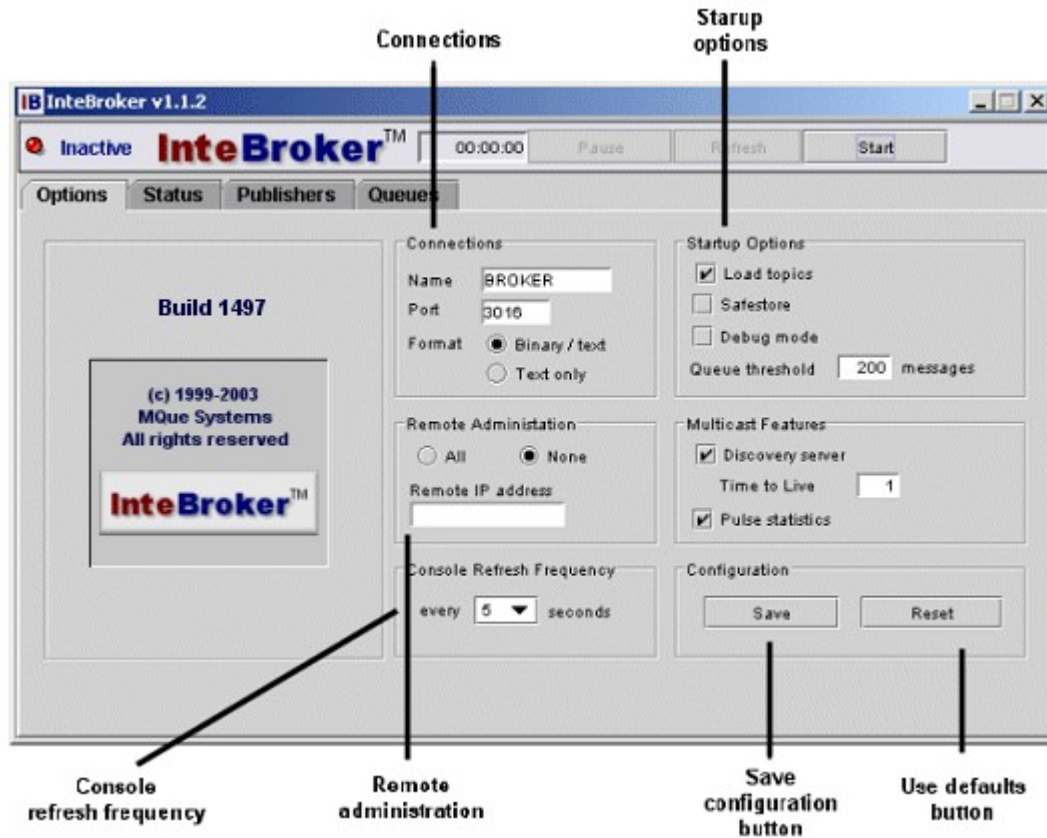 Connections
Starup
options
IB InteBroker v1.1.2
Inactive InteBroker™ 00:00:00 Pause Refresh Start
Options Status Publishers Queues
Build 1497
(c) 1999-2003
MQue Systems
All rights reserved
InteBroker™
Connections
Name BROKER
Port 3016
Format Binary / text
Text only
Remote Administation
All None
Remote IP address
Console Refresh Frequency
every 5 seconds
Startup Options
Load topics
Safestore
Debug mode
Queue threshold 200 messages
Multicast Features
Discovery server
Time to Live 1
Pulse statistics
Configuration
Save Reset
Console
refresh frequency
Remote
administration
Save
configuration
button
Use defaults
button